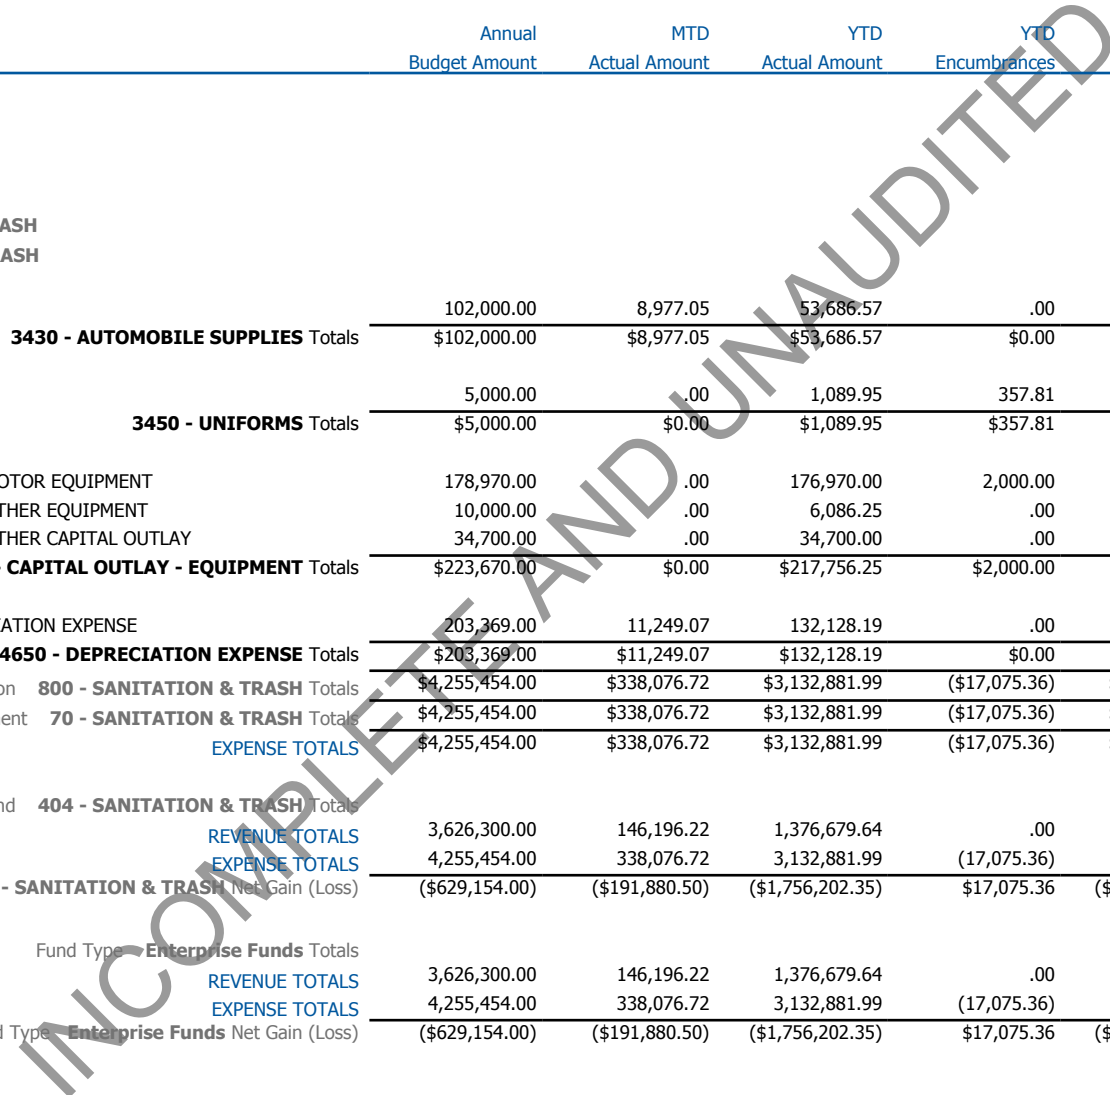 Annual MTD YTD YTD
Budget Amount Actual Amount Actual Amount Encumbrances
ASH
ASH
102,000.00 8,977.05 53,686.57 .00
3430 - AUTOMOBILE SUPPLIES Totals $102,000.00 $8,977.05 $53,686.57 $0.00
5,000.00 .00 1,089.95 357.81
3450 - UNIFORMS Totals $5,000.00 $0.00 $1,089.95 $357.81
OTOR EQUIPMENT 178,970.00 .00 176,970.00 2,000.00
THER EQUIPMENT 10,000.00 .00 6,086.25 .00
THER CAPITAL OUTLAY 34,700.00 .00 34,700.00 .00
- CAPITAL OUTLAY - EQUIPMENT Totals $223,670.00 $0.00 $217,756.25 $2,000.00
ATION EXPENSE 203,369.00 11,249.07 132,128.19 .00
4650 - DEPRECIATION EXPENSE Totals $203,369.00 $11,249.07 $132,128.19 $0.00
on 800 - SANITATION & TRASH Totals $4,255,454.00 $338,076.72 $3,132,881.99 ($17,075.36)
ent 70 - SANITATION & TRASH Totals $4,255,454.00 $338,076.72 $3,132,881.99 ($17,075.36)
EXPENSE TOTALS $4,255,454.00 $338,076.72 $3,132,881.99 ($17,075.36)
nd 404 - SANITATION & TRASH Totals
REVENUE TOTALS 3,626,300.00 146,196.22 1,376,679.64 .00
EXPENSE TOTALS 4,255,454.00 338,076.72 3,132,881.99 (17,075.36)
- SANITATION & TRASH Net Gain (Loss) ($629,154.00) ($191,880.50) ($1,756,202.35) $17,075.36 ($
Fund Type Enterprise Funds Totals
REVENUE TOTALS 3,626,300.00 146,196.22 1,376,679.64 .00
EXPENSE TOTALS 4,255,454.00 338,076.72 3,132,881.99 (17,075.36)
d Type Enterprise Funds Net Gain (Loss) ($629,154.00) ($191,880.50) ($1,756,202.35) $17,075.36 ($
INCOMPLETE AND UNAUDITED